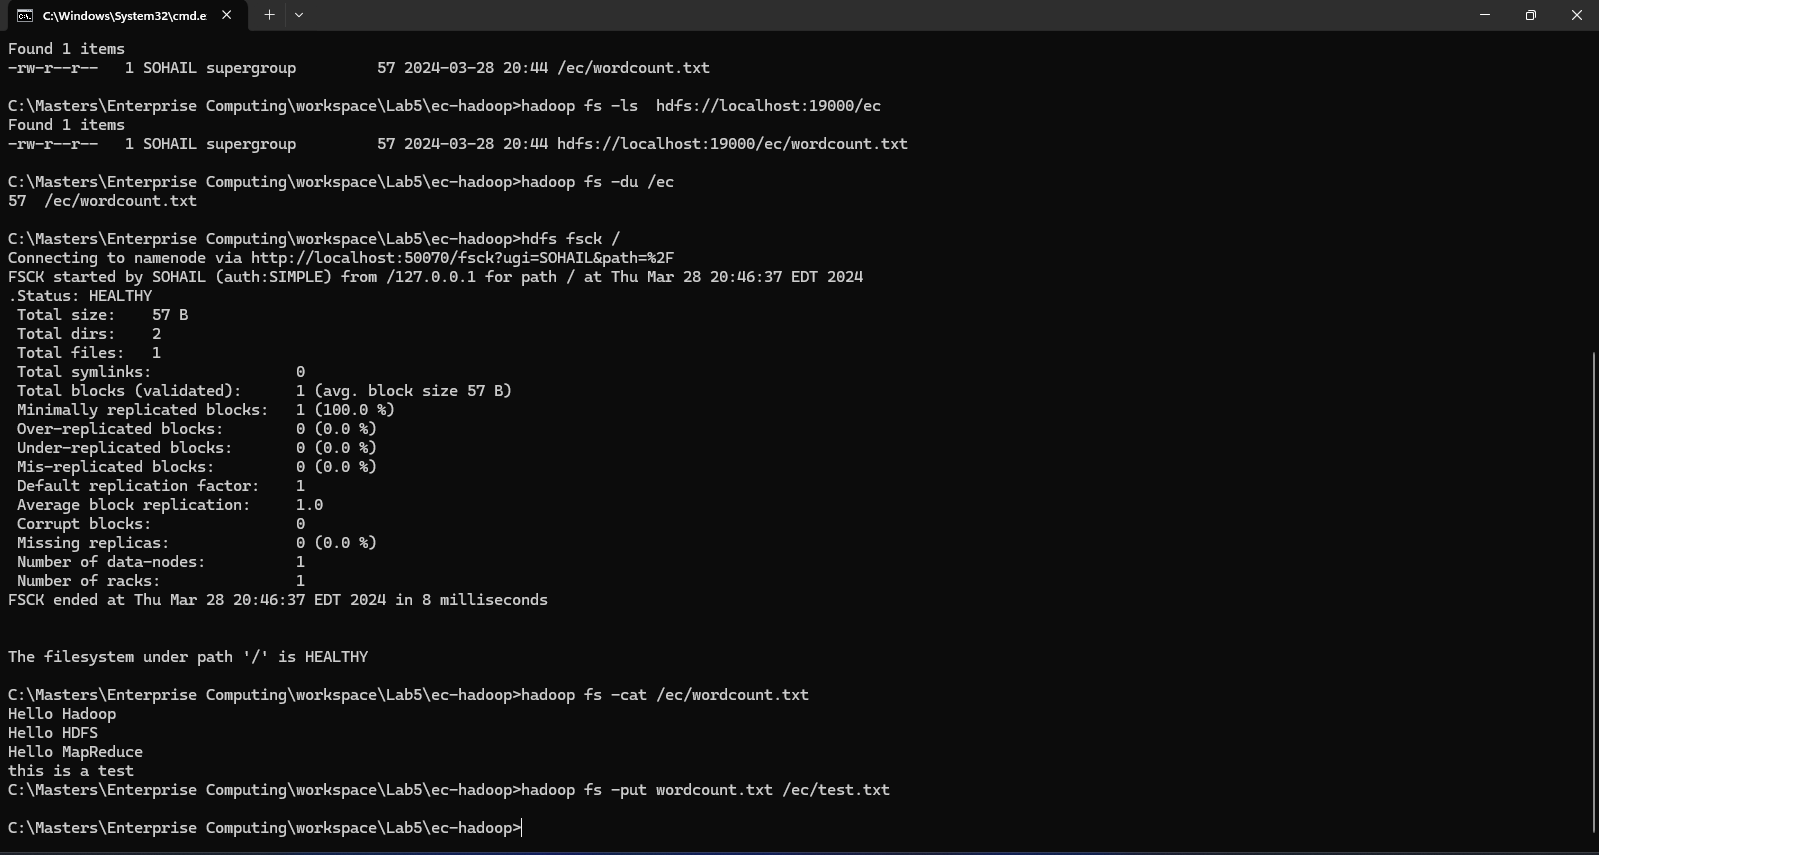 C:\Windows\System32\cmd.e
Found 1 items
-rw-r--r--   1 SOHAIL supergroup         57 2024-03-28 20:44 /ec/wordcount.txt
C:\Masters\Enterprise Computing\workspace\Lab5\ec-hadoop>hadoop fs -ls  hdfs://localhost:19000/ec
Found 1 items
-rw-r--r--   1 SOHAIL supergroup         57 2024-03-28 20:44 hdfs://localhost:19000/ec/wordcount.txt
C:\Masters\Enterprise Computing\workspace\Lab5\ec-hadoop>hadoop fs -du /ec
57  /ec/wordcount.txt
C:\Masters\Enterprise Computing\workspace\Lab5\ec-hadoop>hdfs fsck /
Connecting to namenode via http://localhost:50070/fsck?ugi=SOHAIL&path=%2F
FSCK started by SOHAIL (auth:SIMPLE) from /127.0.0.1 for path / at Thu Mar 28 20:46:37 EDT 2024
.Status: HEALTHY
 Total size:    57 B
 Total dirs:    2
 Total files:   1
 Total symlinks:                0
 Total blocks (validated):      1 (avg. block size 57 B)
 Minimally replicated blocks:   1 (100.0 %)
 Over-replicated blocks:        0 (0.0 %)
 Under-replicated blocks:       0 (0.0 %)
 Mis-replicated blocks:         0 (0.0 %)
 Default replication factor:    1
 Average block replication:     1.0
 Corrupt blocks:                0
 Missing replicas:              0 (0.0 %)
 Number of data-nodes:          1
 Number of racks:               1
FSCK ended at Thu Mar 28 20:46:37 EDT 2024 in 8 milliseconds
The filesystem under path '/' is HEALTHY
C:\Masters\Enterprise Computing\workspace\Lab5\ec-hadoop>hadoop fs -cat /ec/wordcount.txt
Hello Hadoop
Hello HDFS
Hello MapReduce
this is a test
C:\Masters\Enterprise Computing\workspace\Lab5\ec-hadoop>hadoop fs -put wordcount.txt /ec/test.txt
C:\Masters\Enterprise Computing\workspace\Lab5\ec-hadoop>